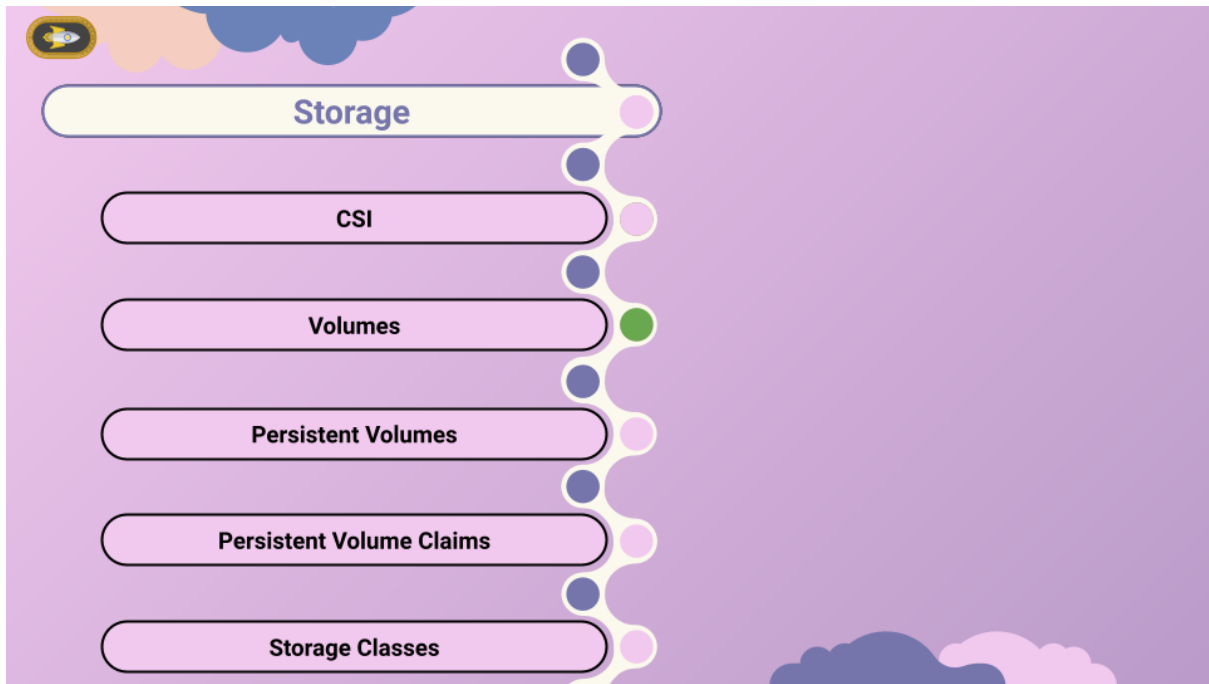 Storage
CSI
Volumes
Persistent Volumes
Persistent Volume Claims
Storage Classes